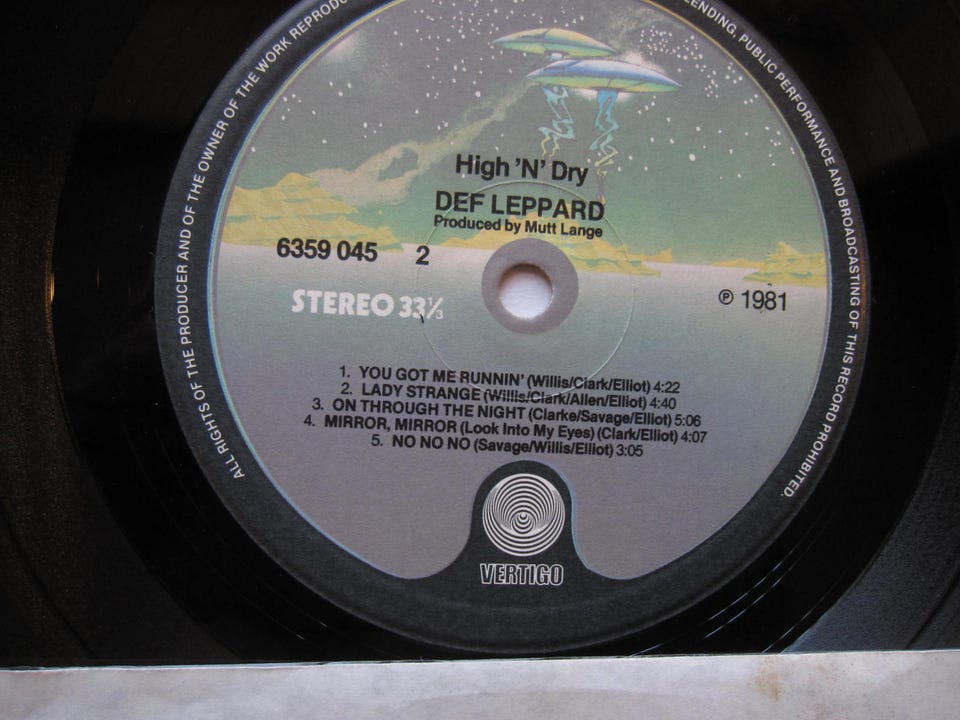 ALL RIGHTS OF THE PRODUCER AND OF THE OWNER OF THE WORK REPRODUC
LENDING, PUBLIC PERFORMANCE AND BROADCASTING OF THIS RECORD PROHIBITED.
High 'N' Dry
DEF LEPPARD
Produced by Mutt Lange
6359 045 2
STEREO 33⅓
℗ 1981
1. YOU GOT ME RUNNIN' (Willis/Clark/Elliot) 4:22
2. LADY STRANGE (Willis/Clark/Allen/Elliot) 4:40
3. ON THROUGH THE NIGHT (Clarke/Savage/Elliot) 5:06
4. MIRROR, MIRROR (Look Into My Eyes) (Clark/Elliot) 4:07
5. NO NO NO (Savage/Willis/Elliot) 3:05
VERTIGO